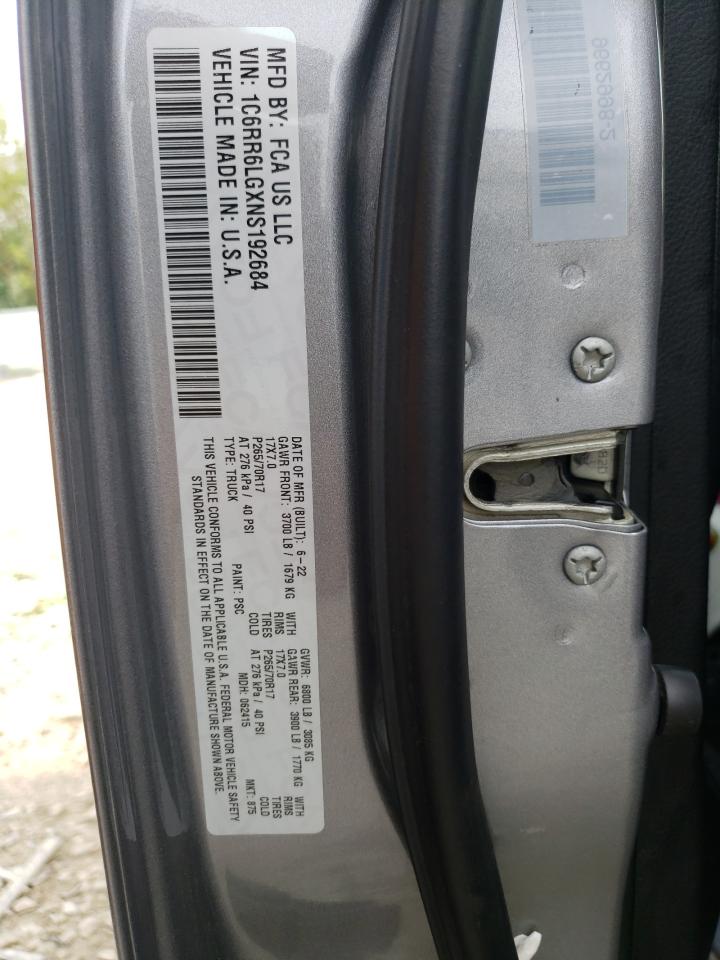 MFD BY: FCA US LLC
VIN: 1C6RR6LGXNS192684
VEHICLE MADE IN: U.S.A.
DATE OF MFR (BUILT): 6-22 GVWR: 6800 LB / 3085 KG
GAWR FRONT: 3700 LB / 1679 KG WITH GAWR REAR: 3900 LB / 1770 KG WITH
17X7.0 RIMS 17X7.0 RIMS
P265/70R17 TIRES P265/70R17 TIRES
AT 276 kPa / 40 PSI COLD AT 276 kPa / 40 PSI COLD
TYPE: TRUCK PAINT: PSC MDH: 062415 MKT: 875
THIS VEHICLE CONFORMS TO ALL APPLICABLE U.S.A. FEDERAL MOTOR VEHICLE SAFETY
STANDARDS IN EFFECT ON THE DATE OF MANUFACTURE SHOWN ABOVE.